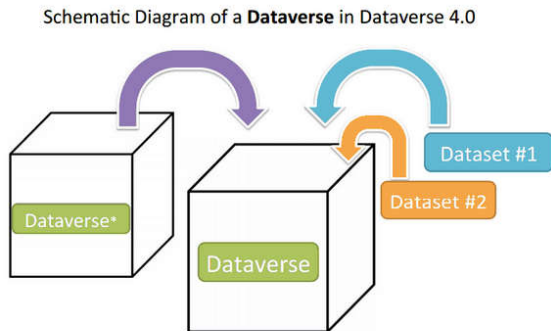 Schematic Diagram of a Dataverse in Dataverse 4.0
Dataset #1
Dataset #2
Dataverse*
Dataverse